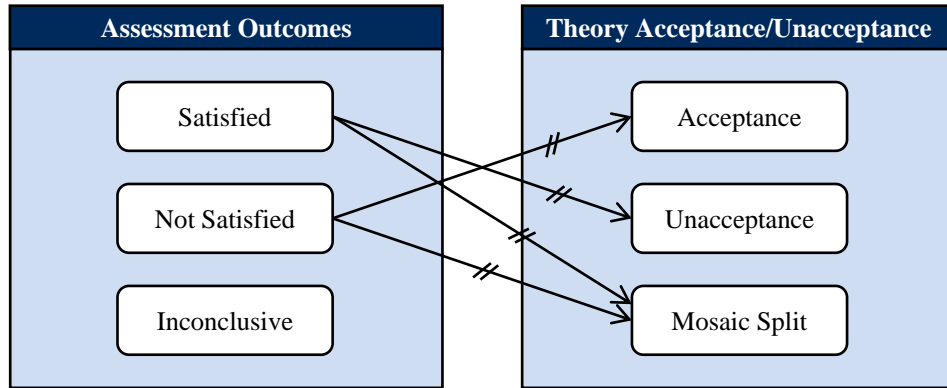 Assessment Outcomes
Satisfied
Not Satisfied
Inconclusive
Theory Acceptance/Unacceptance
Acceptance
Unacceptance
Mosaic Split